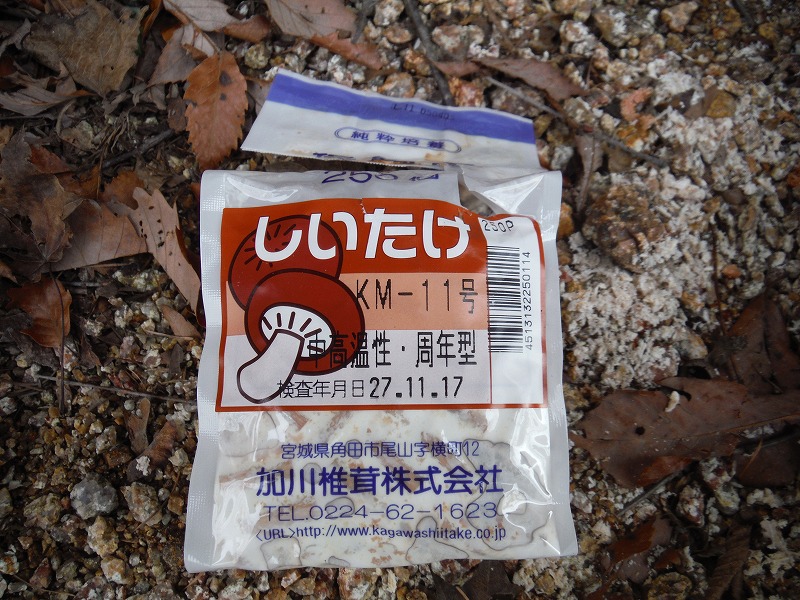 純粋培養
250
しいたけ
250P
KM-11号
中高温性・周年型
検査年月日 27.11.17
4513132250114
宮城県角田市尾山字横町12
加川椎茸株式会社
TEL.0224-62-1623
<URL>http://www.kagawashiitake.co.jp